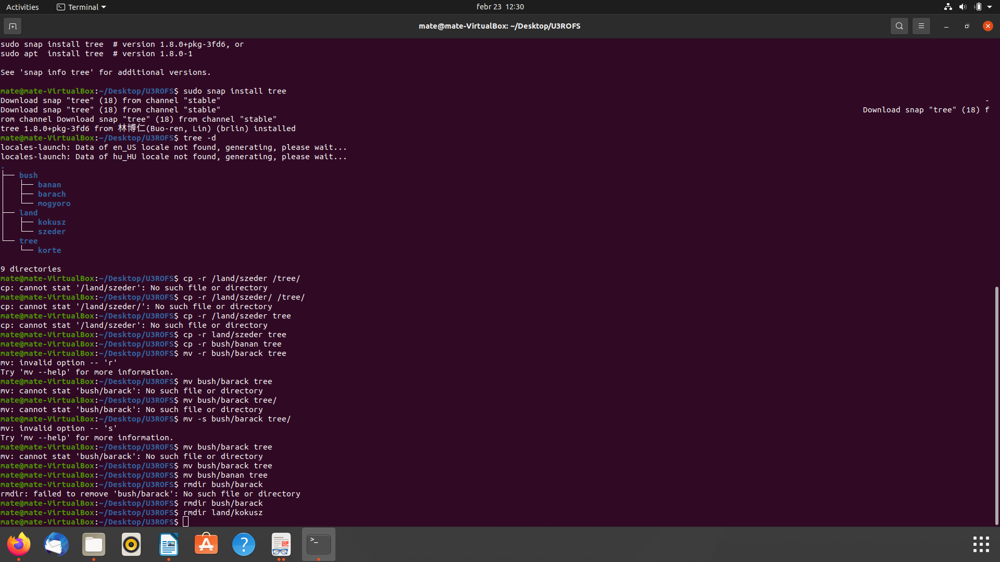 Activities
Terminal
febr 23 12:30
mate@mate-VirtualBox: ~/Desktop/U3ROFS
sudo snap install tree  # version 1.8.0+pkg-3fd6, or
sudo apt  install tree  # version 1.8.0-1
See 'snap info tree' for additional versions.
mate@mate-VirtualBox:~/Desktop/U3ROFS$ sudo snap install tree
Download snap "tree" (18) from channel "stable" -
Download snap "tree" (18) from channel "stable" Download snap "tree" (18) f
rom channel Download snap "tree" (18) from channel "stable"
tree 1.8.0+pkg-3fd6 from 林博仁(Buo-ren, Lin) (brlin) installed
mate@mate-VirtualBox:~/Desktop/U3ROFS$ tree -d
locales-launch: Data of en_US locale not found, generating, please wait...
locales-launch: Data of hu_HU locale not found, generating, please wait...
.
├── bush
│   ├── banan
│   ├── barach
│   └── mogyoro
├── land
│   ├── kokusz
│   └── szeder
└── tree
    └── korte
9 directories
mate@mate-VirtualBox:~/Desktop/U3ROFS$ cp -r /land/szeder /tree/
cp: cannot stat '/land/szeder': No such file or directory
mate@mate-VirtualBox:~/Desktop/U3ROFS$ cp -r /land/szeder/ /tree/
cp: cannot stat '/land/szeder/': No such file or directory
mate@mate-VirtualBox:~/Desktop/U3ROFS$ cp -r /land/szeder tree
cp: cannot stat '/land/szeder': No such file or directory
mate@mate-VirtualBox:~/Desktop/U3ROFS$ cp -r land/szeder tree
mate@mate-VirtualBox:~/Desktop/U3ROFS$ cp -r bush/banan tree
mate@mate-VirtualBox:~/Desktop/U3ROFS$ mv -r bush/barack tree
mv: invalid option -- 'r'
Try 'mv --help' for more information.
mate@mate-VirtualBox:~/Desktop/U3ROFS$ mv bush/barack tree
mv: cannot stat 'bush/barack': No such file or directory
mate@mate-VirtualBox:~/Desktop/U3ROFS$ mv bush/barack tree/
mv: cannot stat 'bush/barack': No such file or directory
mate@mate-VirtualBox:~/Desktop/U3ROFS$ mv -s bush/barack tree/
mv: invalid option -- 's'
Try 'mv --help' for more information.
mate@mate-VirtualBox:~/Desktop/U3ROFS$ mv bush/barack tree
mv: cannot stat 'bush/barack': No such file or directory
mate@mate-VirtualBox:~/Desktop/U3ROFS$ mv bush/barack tree
mate@mate-VirtualBox:~/Desktop/U3ROFS$ mv bush/banan tree
mate@mate-VirtualBox:~/Desktop/U3ROFS$ rmdir bush/barack
rmdir: failed to remove 'bush/barack': No such file or directory
mate@mate-VirtualBox:~/Desktop/U3ROFS$ rmdir bush/barack
mate@mate-VirtualBox:~/Desktop/U3ROFS$ rmdir land/kokusz
mate@mate-VirtualBox:~/Desktop/U3ROFS$